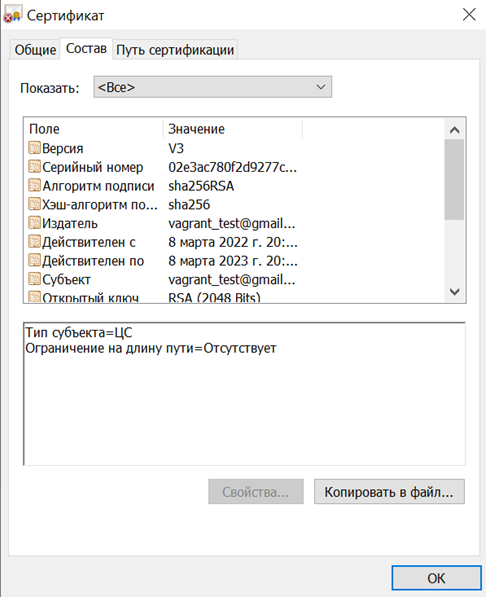 Сертификат
Общие Состав Путь сертификации
Показать: <Все>
Поле Значение
Версия V3
Серийный номер 02e3ac780f2d9277c...
Алгоритм подписи sha256RSA
Хэш-алгоритм по... sha256
Издатель vagrant_test@gmail...
Действителен с 8 марта 2022 г. 20:...
Действителен по 8 марта 2023 г. 20:...
Субъект vagrant_test@gmail...
Открытый ключ RSA (2048 Bits)
Тип субъекта=ЦС
Ограничение на длину пути=Отсутствует
Свойства... Копировать в файл...
ОК